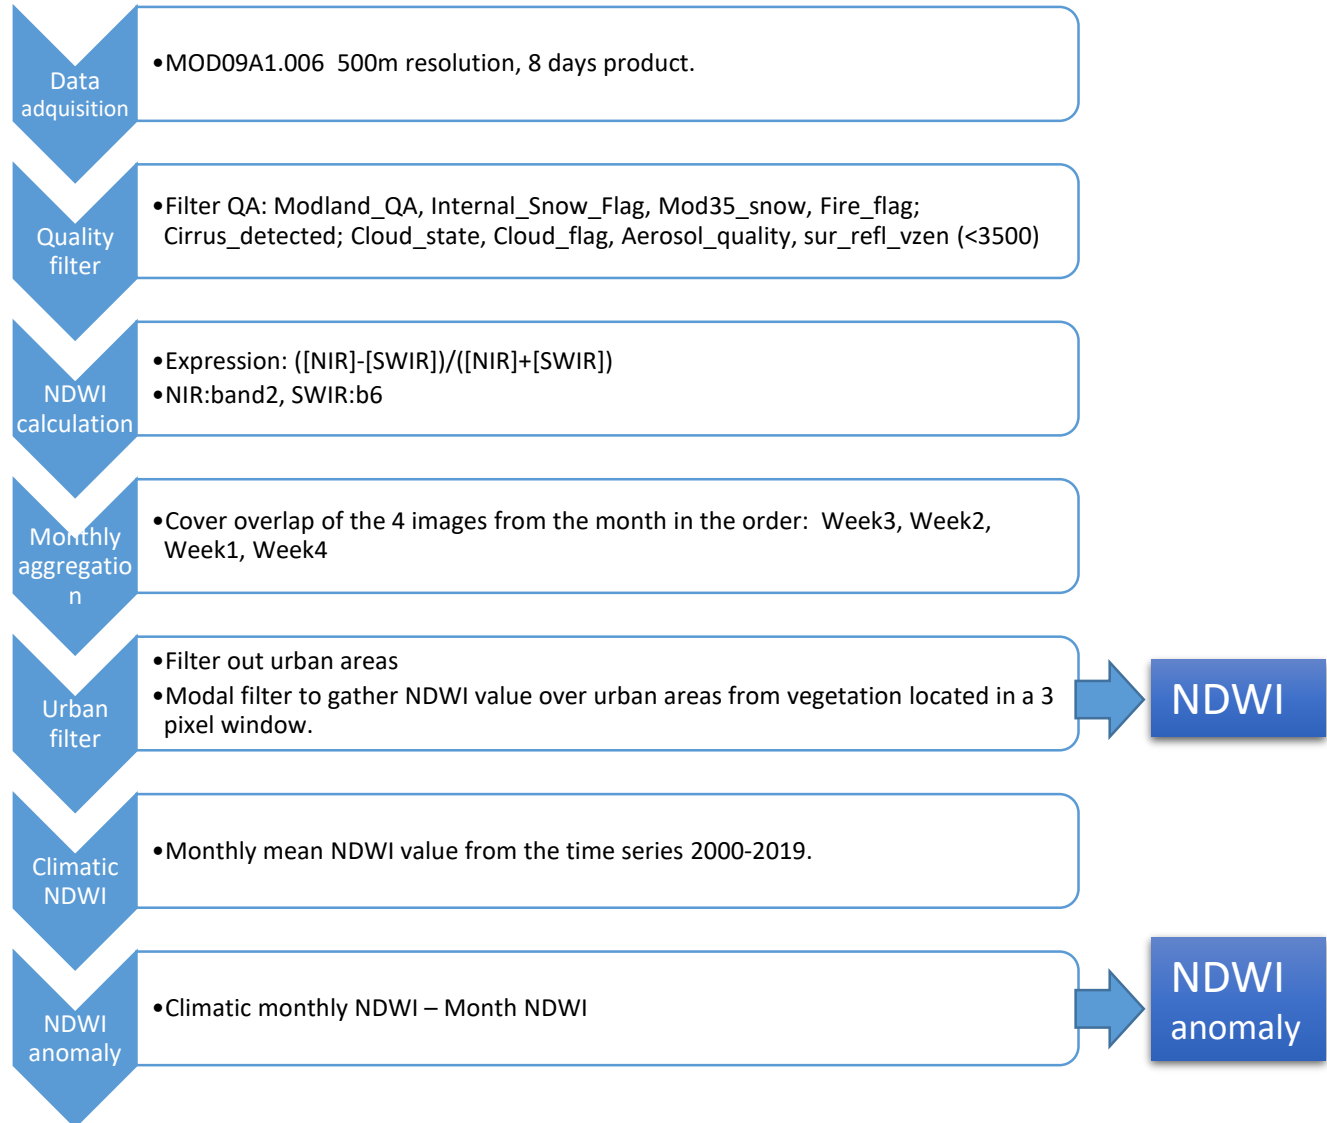 Data
adquisition
•MOD09A1.006  500m resolution, 8 days product.
Quality
filter
•Filter QA: Modland_QA, Internal_Snow_Flag, Mod35_snow, Fire_flag;
Cirrus_detected; Cloud_state, Cloud_flag, Aerosol_quality, sur_refl_vzen (<3500)
NDWI
calculation
•Expression: ([NIR]-[SWIR])/([NIR]+[SWIR])
•NIR:band2, SWIR:b6
Monthly
aggregatio
n
•Cover overlap of the 4 images from the month in the order:  Week3, Week2,
Week1, Week4
Urban
filter
•Filter out urban areas
•Modal filter to gather NDWI value over urban areas from vegetation located in a 3
pixel window.
NDWI
Climatic
NDWI
•Monthly mean NDWI value from the time series 2000-2019.
NDWI
anomaly
•Climatic monthly NDWI – Month NDWI
NDWI
anomaly